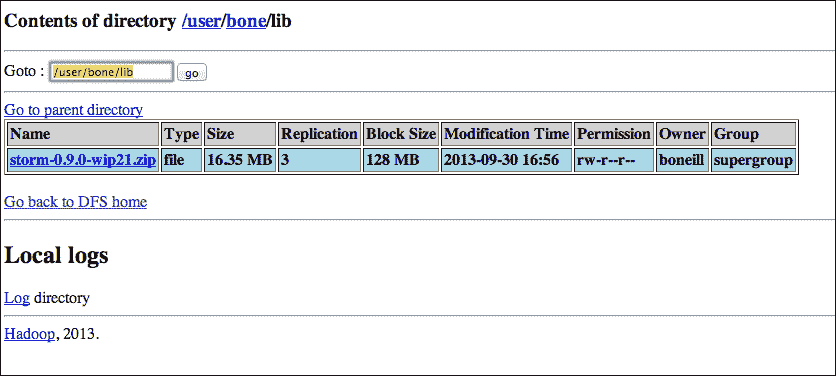 Contents of directory /user/bone/lib
Goto : /user/bone/lib go
Go to parent directory
Name Type Size Replication Block Size Modification Time Permission Owner Group
storm-0.9.0-wip21.zip file 16.35 MB 3 128 MB 2013-09-30 16:56 rw-r--r-- boneill supergroup
Go back to DFS home
Local logs
Log directory
Hadoop, 2013.